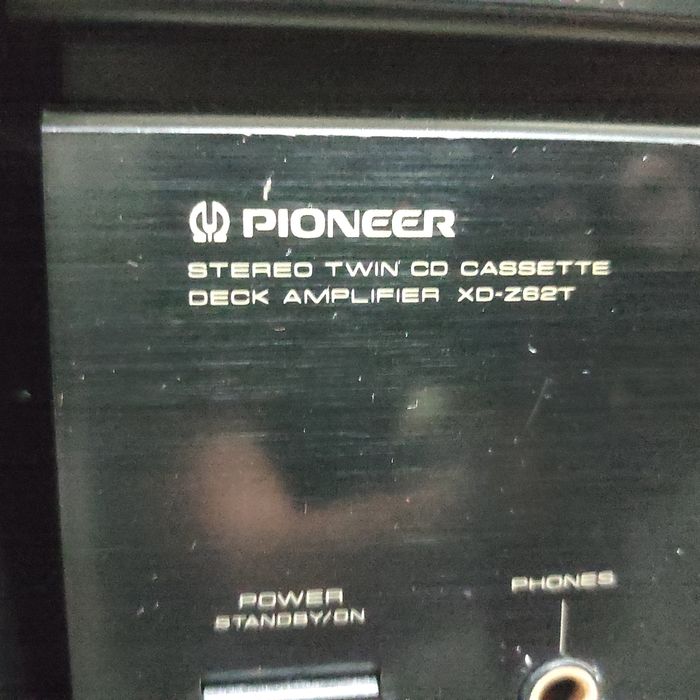 PIONEER
STEREO TWIN CD CASSETTE
DECK AMPLIFIER XD-Z62T
POWER
STANDBY/ON
PHONES